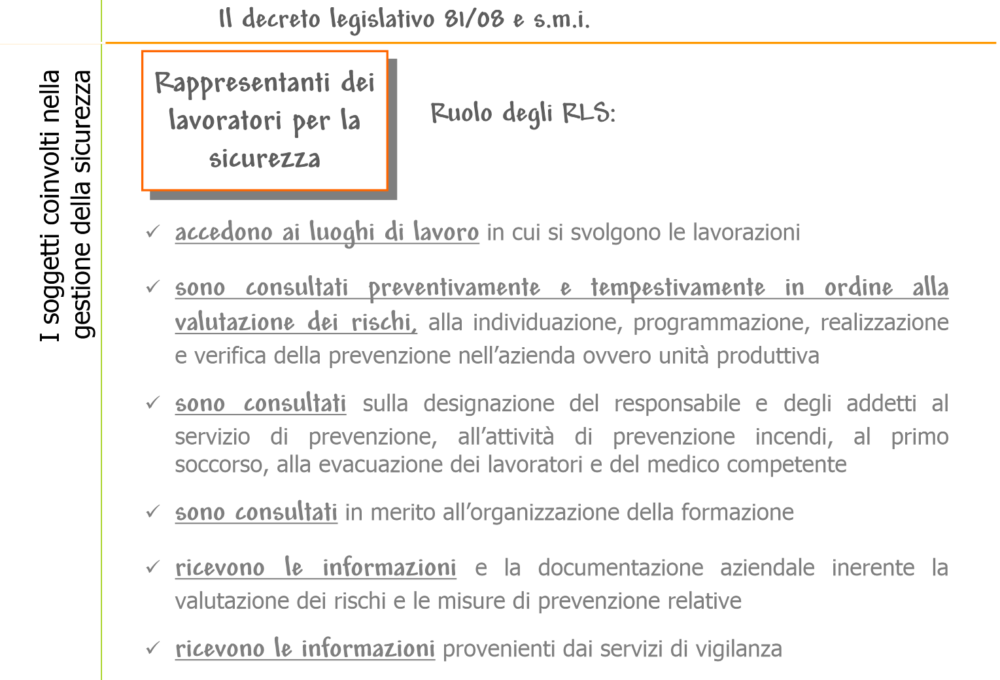 Il decreto legislativo 81/08 e s.m.i.
I soggetti coinvolti nella
gestione della sicurezza
Rappresentanti dei
lavoratori per la
sicurezza
Ruolo degli RLS:
✓ accedono ai luoghi di lavoro in cui si svolgono le lavorazioni
✓ sono consultati preventivamente e tempestivamente in ordine alla
valutazione dei rischi, alla individuazione, programmazione, realizzazione
e verifica della prevenzione nell’azienda ovvero unità produttiva
✓ sono consultati sulla designazione del responsabile e degli addetti al
servizio di prevenzione, all’attività di prevenzione incendi, al primo
soccorso, alla evacuazione dei lavoratori e del medico competente
✓ sono consultati in merito all’organizzazione della formazione
✓ ricevono le informazioni e la documentazione aziendale inerente la
valutazione dei rischi e le misure di prevenzione relative
✓ ricevono le informazioni provenienti dai servizi di vigilanza